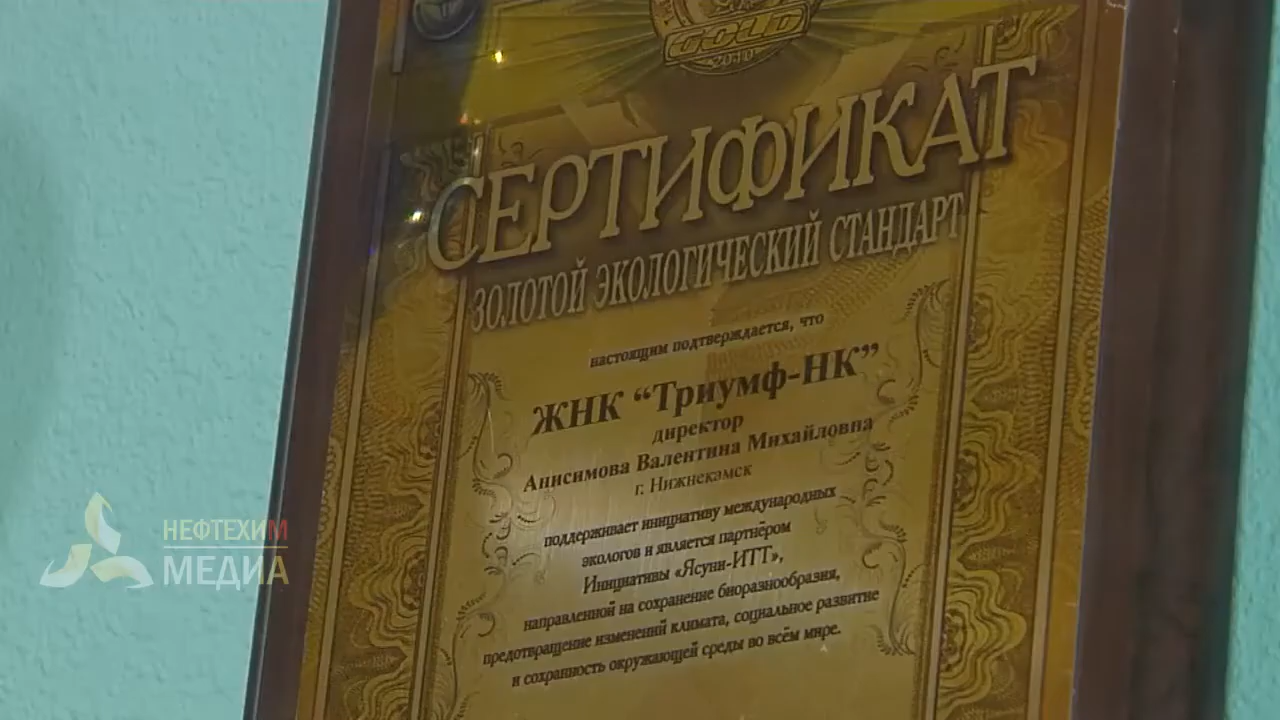 GOLD
2010
СЕРТИФИКАТ
ЗОЛОТОЙ ЭКОЛОГИЧЕСКИЙ СТАНДАРТ
настоящим подтверждается, что
ЖНК “Триумф-НК”
директор
Анисимова Валентина Михайловна
г. Нижнекамск
поддерживает инициативу международных
экологов и является партнёром
Инициативы «Ясуни-ИТТ»,
направленной на сохранение биоразнообразия,
предотвращение изменений климата, социальное развитие
и сохранность окружающей среды во всём мире.
НЕФТЕХИМ
МЕДИА